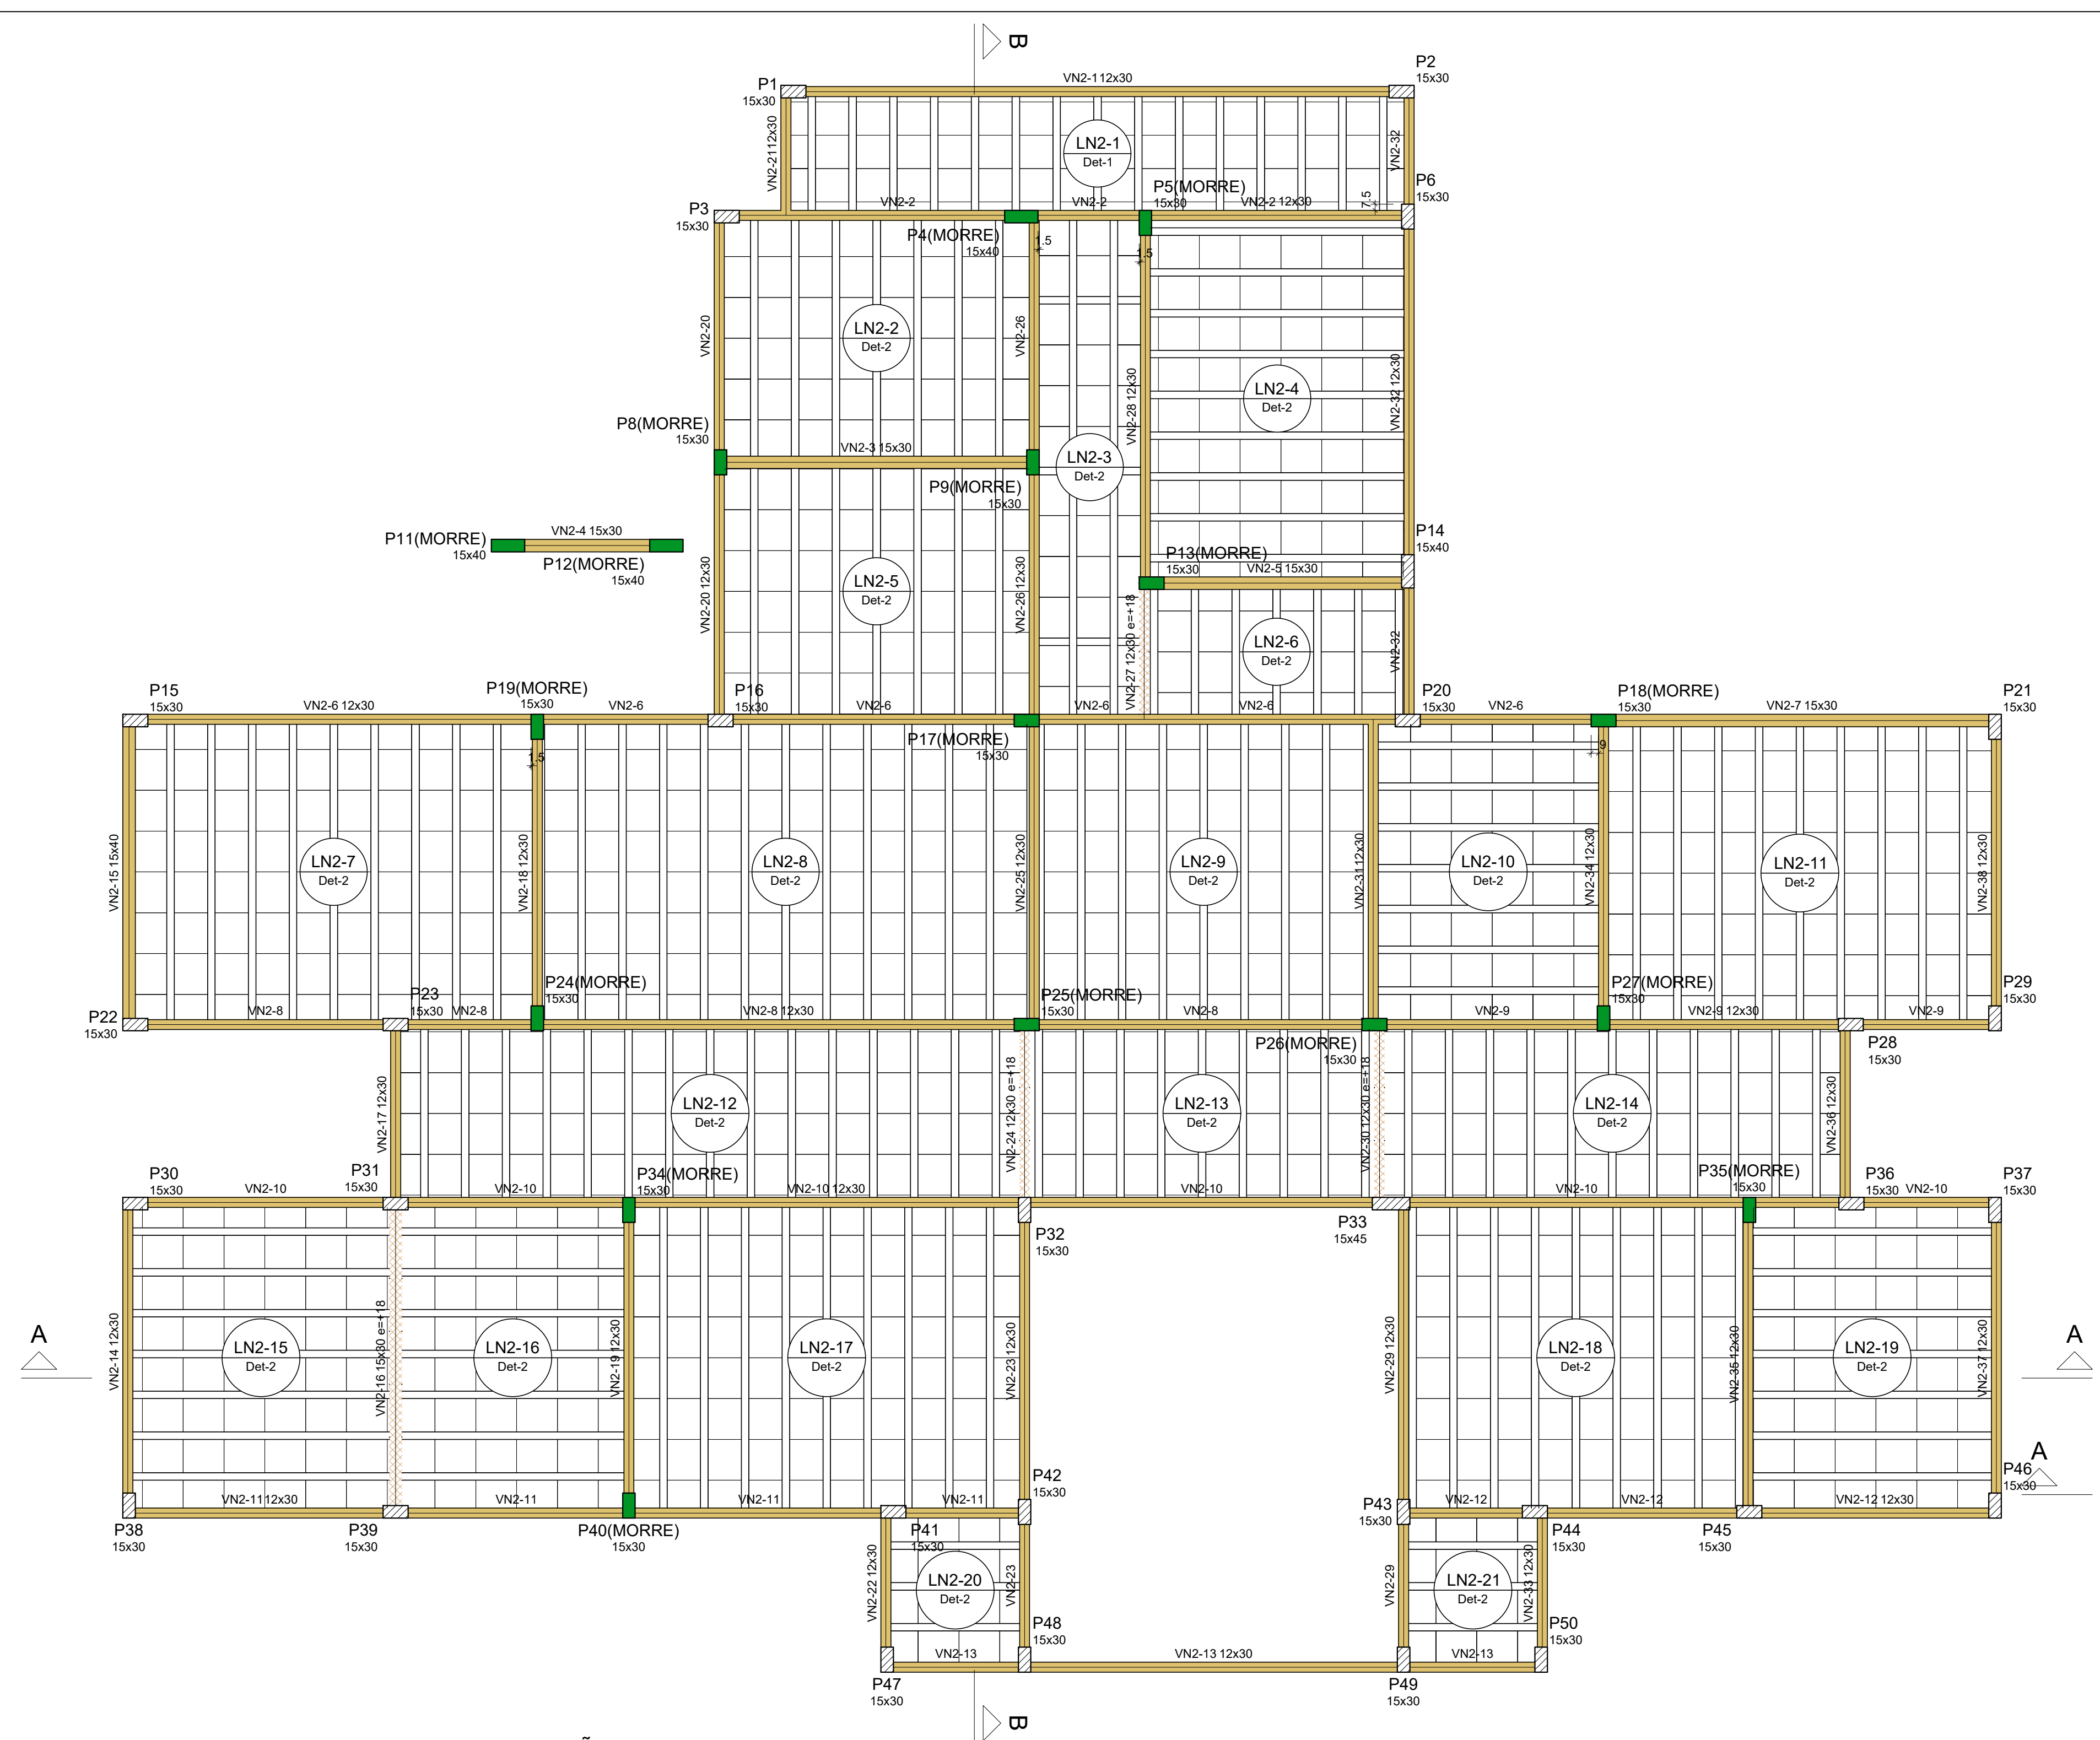 B
P1
15x30
VN2-1 12x30
P2
15x30
VN2-21 12x30
LN2-1
Det-1
VN2-32
P3
15x30
VN2-2
P4(MORRE)
15x40
VN2-2
P5(MORRE)
15x30
VN2-2 12x30
7.5
P6
15x30
1.5
1.5
VN2-20
LN2-2
Det-2
VN2-26
VN2-28 12x30
LN2-4
Det-2
VN2-32 12x30
P8(MORRE)
15x30
VN2-3 15x30
P9(MORRE)
15x30
LN2-3
Det-2
P11(MORRE)
15x40
VN2-4 15x30
P12(MORRE)
15x40
P13(MORRE)
15x30
VN2-5 15x30
P14
15x40
VN2-20 12x30
LN2-5
Det-2
VN2-26 12x30
VN2-27 12x30 e=+18
LN2-6
Det-2
VN2-32
P15
15x30
VN2-6 12x30
P19(MORRE)
15x30
VN2-6
P16
15x30
VN2-6
P17(MORRE)
15x30
VN2-6
VN2-6
P20
15x30
VN2-6
P18(MORRE)
15x30
VN2-7 15x30
P21
15x30
1.5
9
VN2-15 15x40
LN2-7
Det-2
VN2-18 12x30
LN2-8
Det-2
VN2-25 12x30
LN2-9
Det-2
VN2-31 12x30
LN2-10
Det-2
VN2-34 12x30
LN2-11
Det-2
VN2-38 12x30
P22
15x30
VN2-8
P23
15x30
VN2-8
P24(MORRE)
15x30
VN2-8 12x30
P25(MORRE)
15x30
VN2-8
P26(MORRE)
15x30
VN2-9
P27(MORRE)
15x30
VN2-9 12x30
VN2-9
P28
15x30
P29
15x30
VN2-17 12x30
LN2-12
Det-2
VN2-24 12x30 e=+18
LN2-13
Det-2
VN2-30 12x30 e=+18
LN2-14
Det-2
VN2-36 12x30
P30
15x30
VN2-10
P31
15x30
VN2-10
P34(MORRE)
15x30
VN2-10 12x30
P32
15x30
VN2-10
P33
15x45
VN2-10
P35(MORRE)
15x30
P36
15x30
VN2-10
P37
15x30
A
VN2-14 12x30
LN2-15
Det-2
VN2-16 15x30 e=+18
LN2-16
Det-2
VN2-19 12x30
LN2-17
Det-2
VN2-23 12x30
VN2-29 12x30
LN2-18
Det-2
VN2-35 12x30
LN2-19
Det-2
VN2-37 12x30
A
A
P38
15x30
VN2-11 12x30
P39
15x30
VN2-11
P40(MORRE)
15x30
VN2-11
P41
15x30
VN2-11
P42
15x30
P43
15x30
VN2-12
P44
15x30
VN2-12
P45
15x30
VN2-12 12x30
P46
15x30
VN2-22 12x30
LN2-20
Det-2
VN2-23
VN2-29
LN2-21
Det-2
VN2-33 12x30
P47
15x30
VN2-13
P48
15x30
VN2-13 12x30
P49
15x30
VN2-13
P50
15x30
B